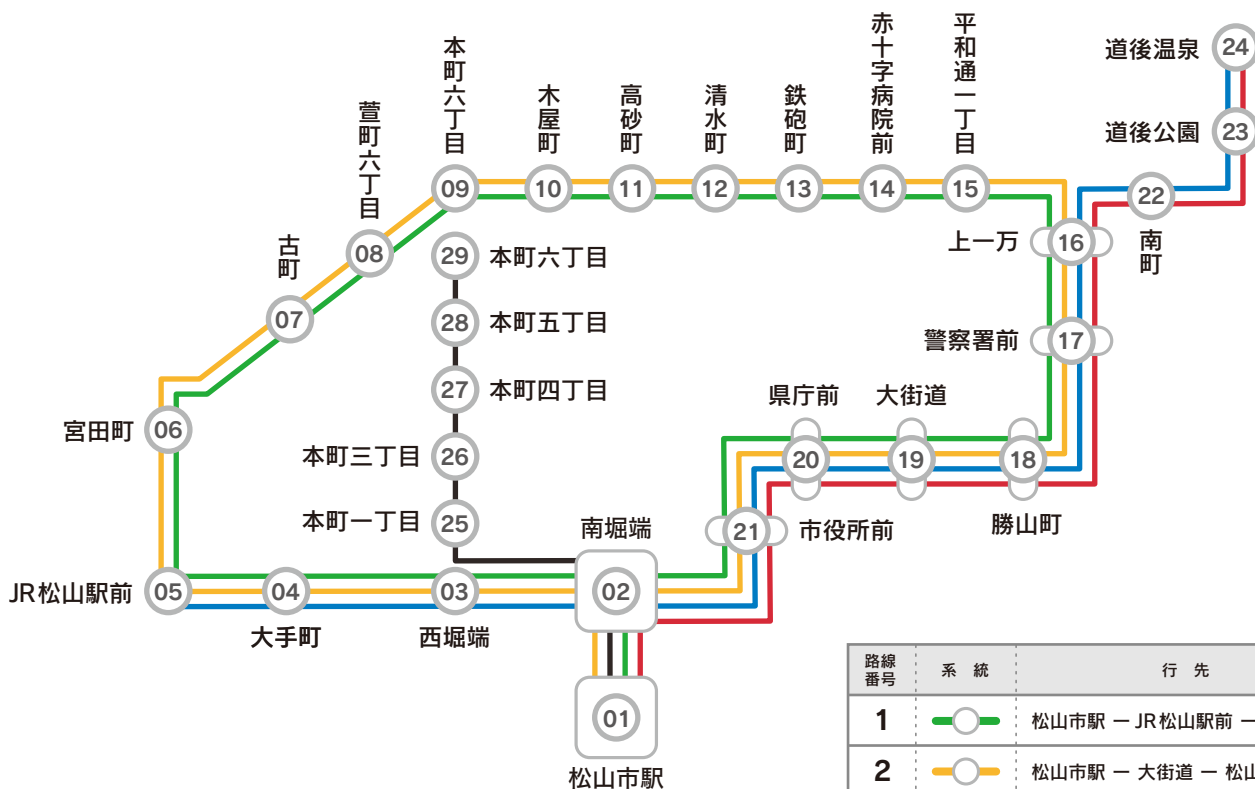 道後温泉
24
道後公園
23
22
南町
平和通一丁目
15
赤十字病院前
14
鉄砲町
13
清水町
12
高砂町
11
木屋町
10
本町六丁目
09
萱町六丁目
08
古町
07
宮田町
06
上一万
16
警察署前
17
29
本町六丁目
28
本町五丁目
27
本町四丁目
本町三丁目
26
本町一丁目
25
県庁前
20
大街道
19
18
勝山町
21
市役所前
南堀端
02
JR松山駅前
05
04
大手町
03
西堀端
01
松山市駅
路線
番号
系 統
行 先
1
松山市駅 ー JR松山駅前 ー
2
松山市駅 ー 大街道 ー 松山